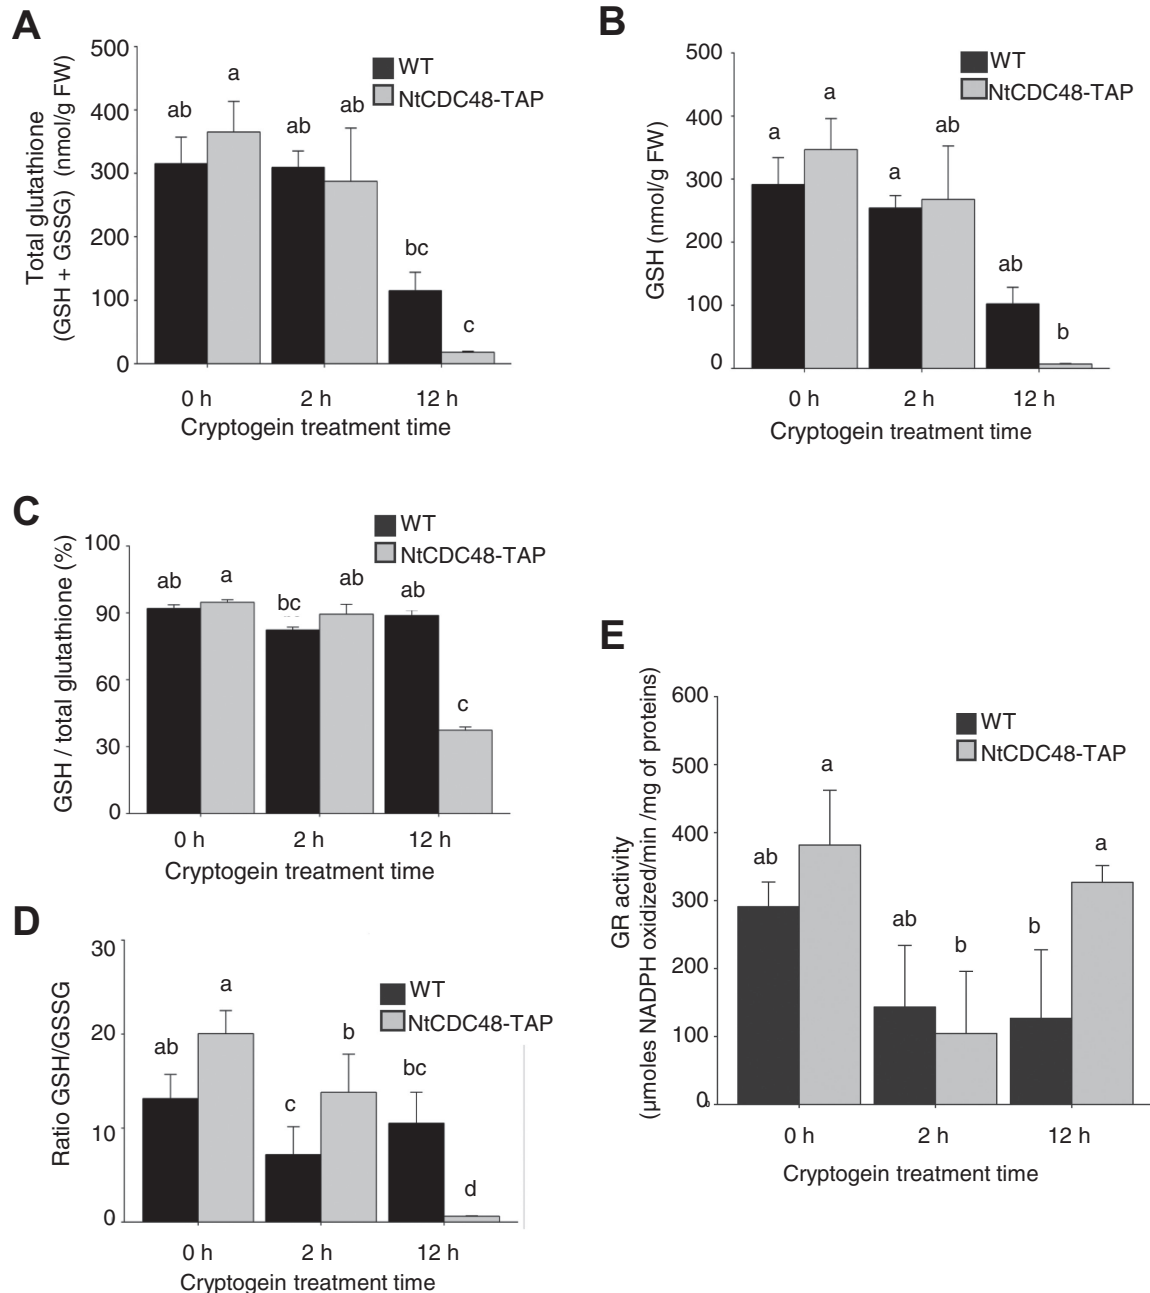 A
Total glutathione
(GSH + GSSG) (nmol/g FW)
500
400
300
200
100
0
WT
NtCDC48-TAP
ab
a
ab
ab
bc
c
0 h
2 h
12 h
Cryptogein treatment time
B
GSH (nmol/g FW)
500
400
300
200
100
0
WT
NtCDC48-TAP
a
a
a
ab
ab
b
0 h
2 h
12 h
Cryptogein treatment time
C
GSH / total glutathione (%)
100
90
60
30
0
WT
NtCDC48-TAP
ab
a
bc
ab
ab
c
0 h
2 h
12 h
Cryptogein treatment time
D
Ratio GSH/GSSG
30
20
10
0
WT
NtCDC48-TAP
ab
a
c
b
bc
d
0 h
2 h
12 h
Cryptogein treatment time
E
GR activity
(µmoles NADPH oxidized/min /mg of proteins)
600
500
400
300
200
100
0
WT
NtCDC48-TAP
ab
a
ab
b
b
a
0 h
2 h
12 h
Cryptogein treatment time